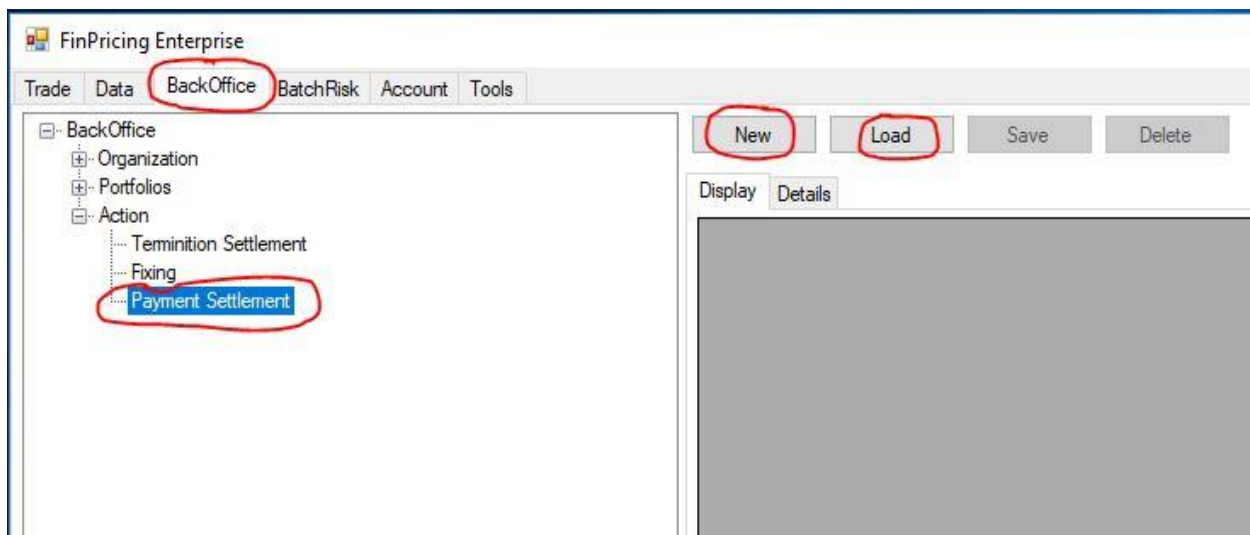 FinPricing Enterprise
Trade Data BackOffice BatchRisk Account Tools
BackOffice
Organization
Portfolios
Action
Terminition Settlement
Fixing
Payment Settlement
New Load Save Delete
Display Details